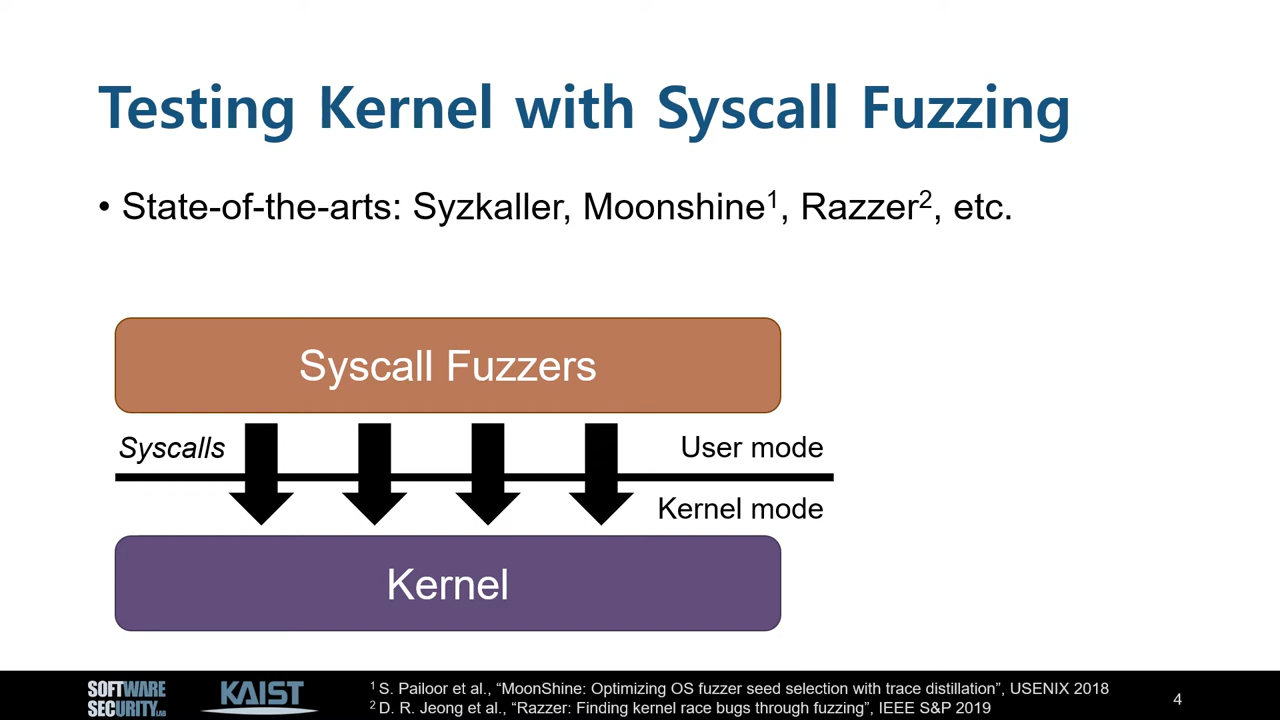 Testing Kernel with Syscall Fuzzing
• State-of-the-arts: Syzkaller, Moonshine¹, Razzer², etc.
Syscall Fuzzers
Syscalls
User mode
Kernel mode
Kernel
SOFTWARE
SECURITY LAB
KAIST
¹ S. Pailoor et al., “MoonShine: Optimizing OS fuzzer seed selection with trace distillation”, USENIX 2018
² D. R. Jeong et al., “Razzer: Finding kernel race bugs through fuzzing”, IEEE S&P 2019
4